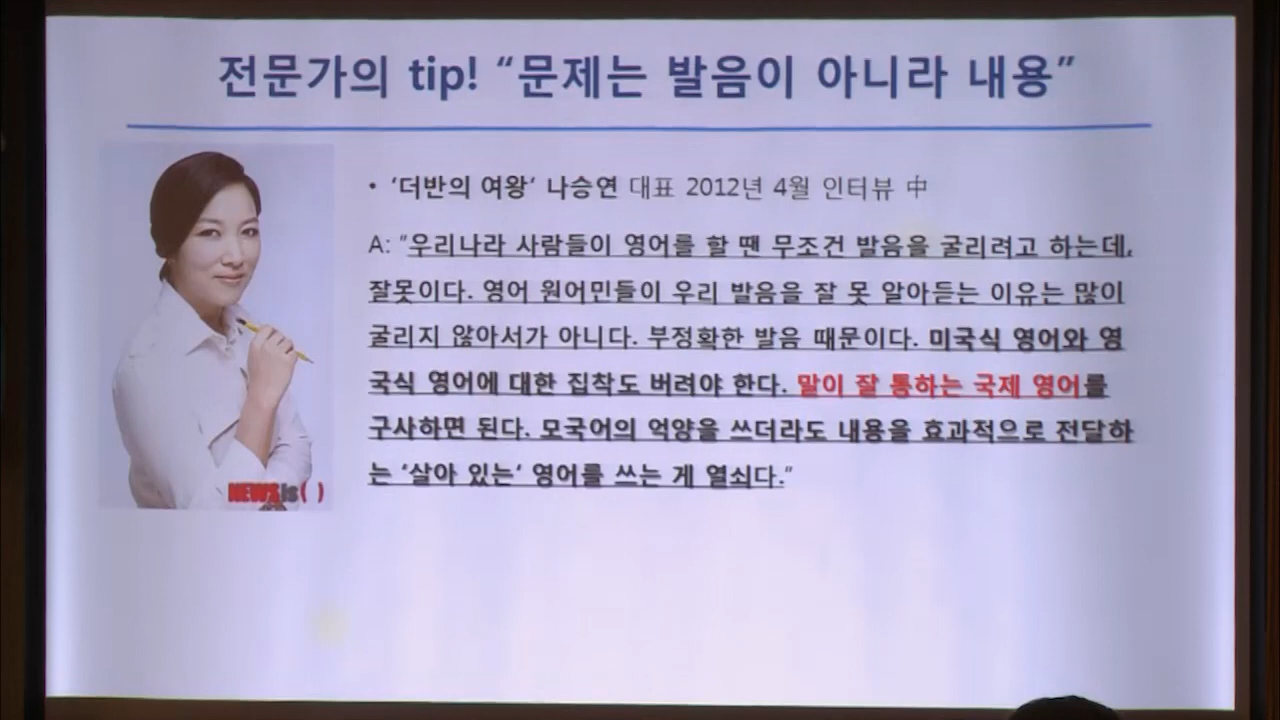 전문가의 tip! “문제는 발음이 아니라 내용”
• ‘더반의 여왕‘ 나승연 대표 2012년 4월 인터뷰 中
A: “우리나라 사람들이 영어를 할 땐 무조건 발음을 굴리려고 하는데,
잘못이다. 영어 원어민들이 우리 발음을 잘 못 알아듣는 이유는 많이
굴리지 않아서가 아니다. 부정확한 발음 때문이다. 미국식 영어와 영
국식 영어에 대한 집착도 버려야 한다. 말이 잘 통하는 국제 영어를
구사하면 된다. 모국어의 억양을 쓰더라도 내용을 효과적으로 전달하
는 ‘살아 있는‘ 영어를 쓰는 게 열쇠다.”
NEWSis( )